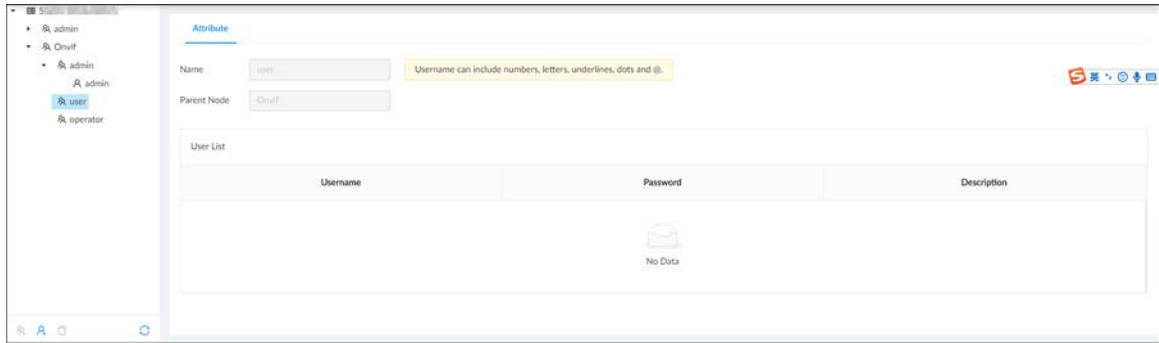 admin
Onvif
admin
admin
user
operator
Attribute
Name
user
Username can include numbers, letters, underlines, dots and @.
Parent Node
Onvif
英
User List
Username
Password
Description
No Data